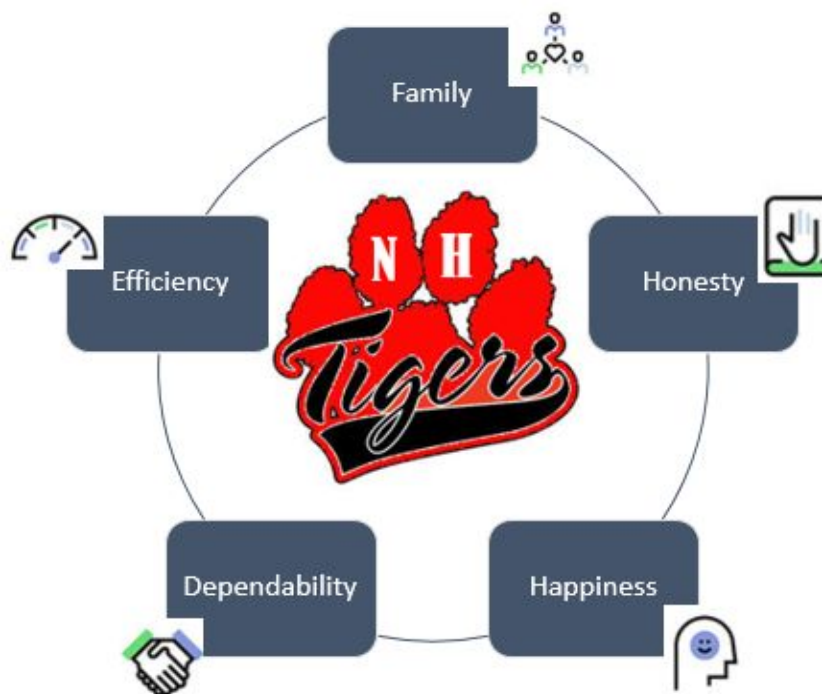 Family
Efficiency
Honesty
N H
Tigers
Dependability
Happiness